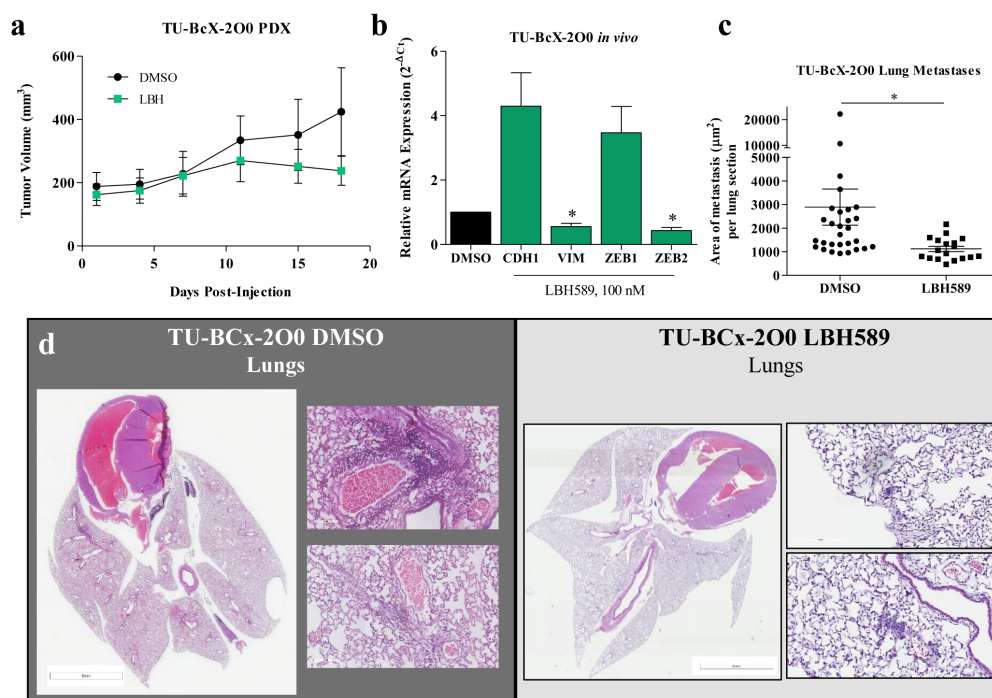 a
TU-BcX-2O0 PDX
Tumor Volume (mm3)
600
400
200
0
DMSO
LBH
0 5 10 15 20
Days Post-Injection
b
TU-BcX-2O0 in vivo
Relative mRNA Expression (2-ΔCt)
6
4
2
0
* *
DMSO CDH1 VIM ZEB1 ZEB2
LBH589, 100 nM
c
TU-BcX-2O0 Lung Metastases
*
Area of metastasis (µm2)
per lung section
20000
10000
5000
4000
3000
2000
1000
0
DMSO LBH589
d
TU-BCx-2O0 DMSO
Lungs
TU-BCx-2O0 LBH589
Lungs